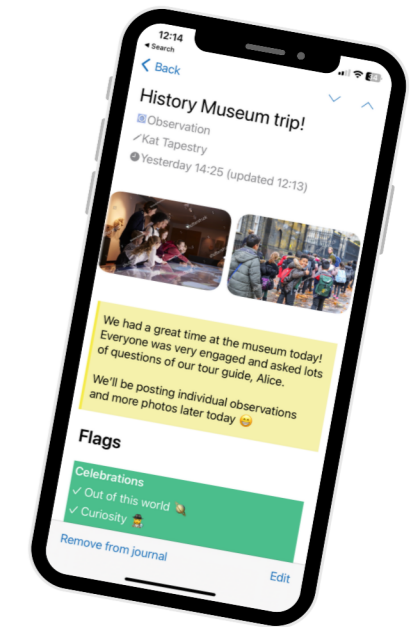 12:14
◀ Search
Back
History Museum trip!
Observation
Kat Tapestry
Yesterday 14:25 (updated 12:13)
We had a great time at the museum today!
Everyone was very engaged and asked lots
of questions of our tour guide, Alice.
We'll be posting individual observations
and more photos later today 😁
Flags
Celebrations
✓ Out of this world
✓ Curiosity
Remove from journal
Edit